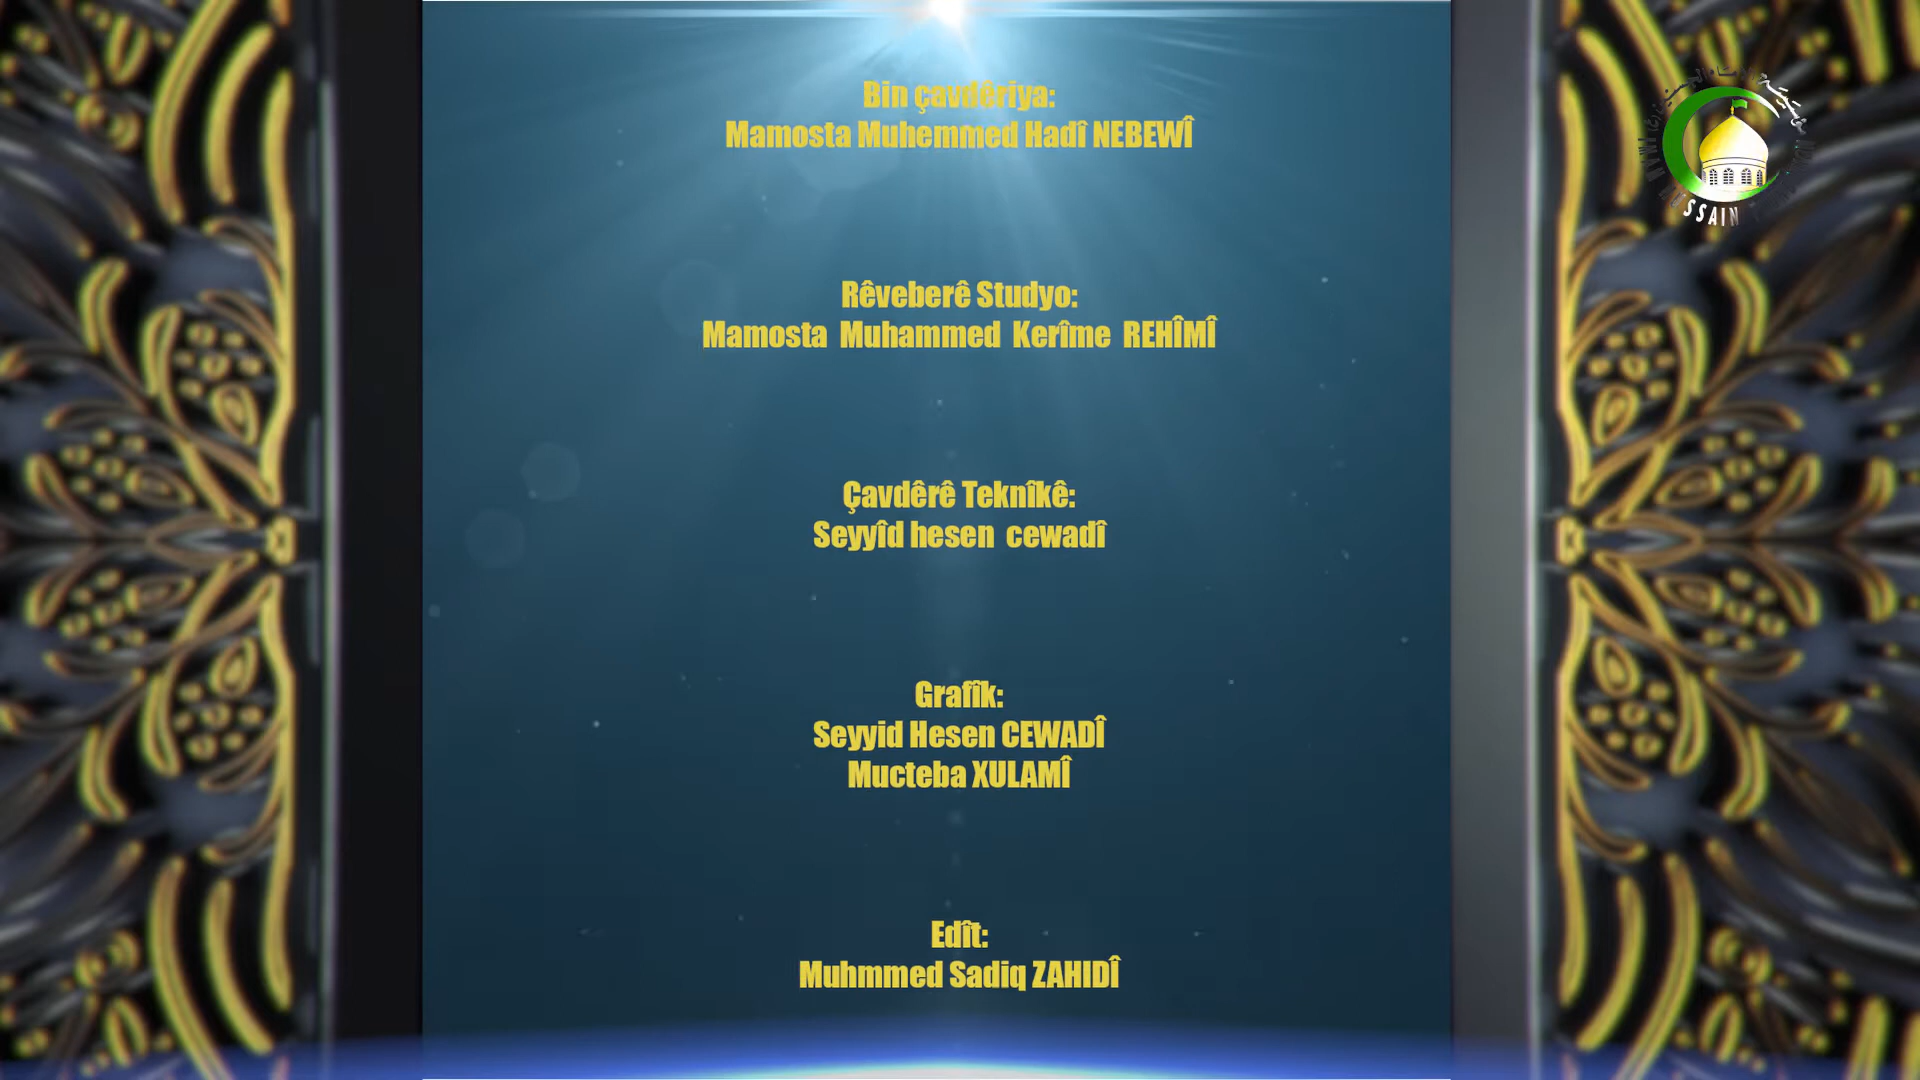 Bin çavdêriya:
Mamosta Muhemmed Hadî NEBEWÎ
Rêveberê Studyo:
Mamosta Muhammed Kerîme REHÎMÎ
Çavdêrê Teknîkê:
Seyyîd hesen cewadî
Grafîk:
Seyyid Hesen CEWADÎ
Mucteba XULAMÎ
Edît:
Muhmmed Sadiq ZAHIDÎ